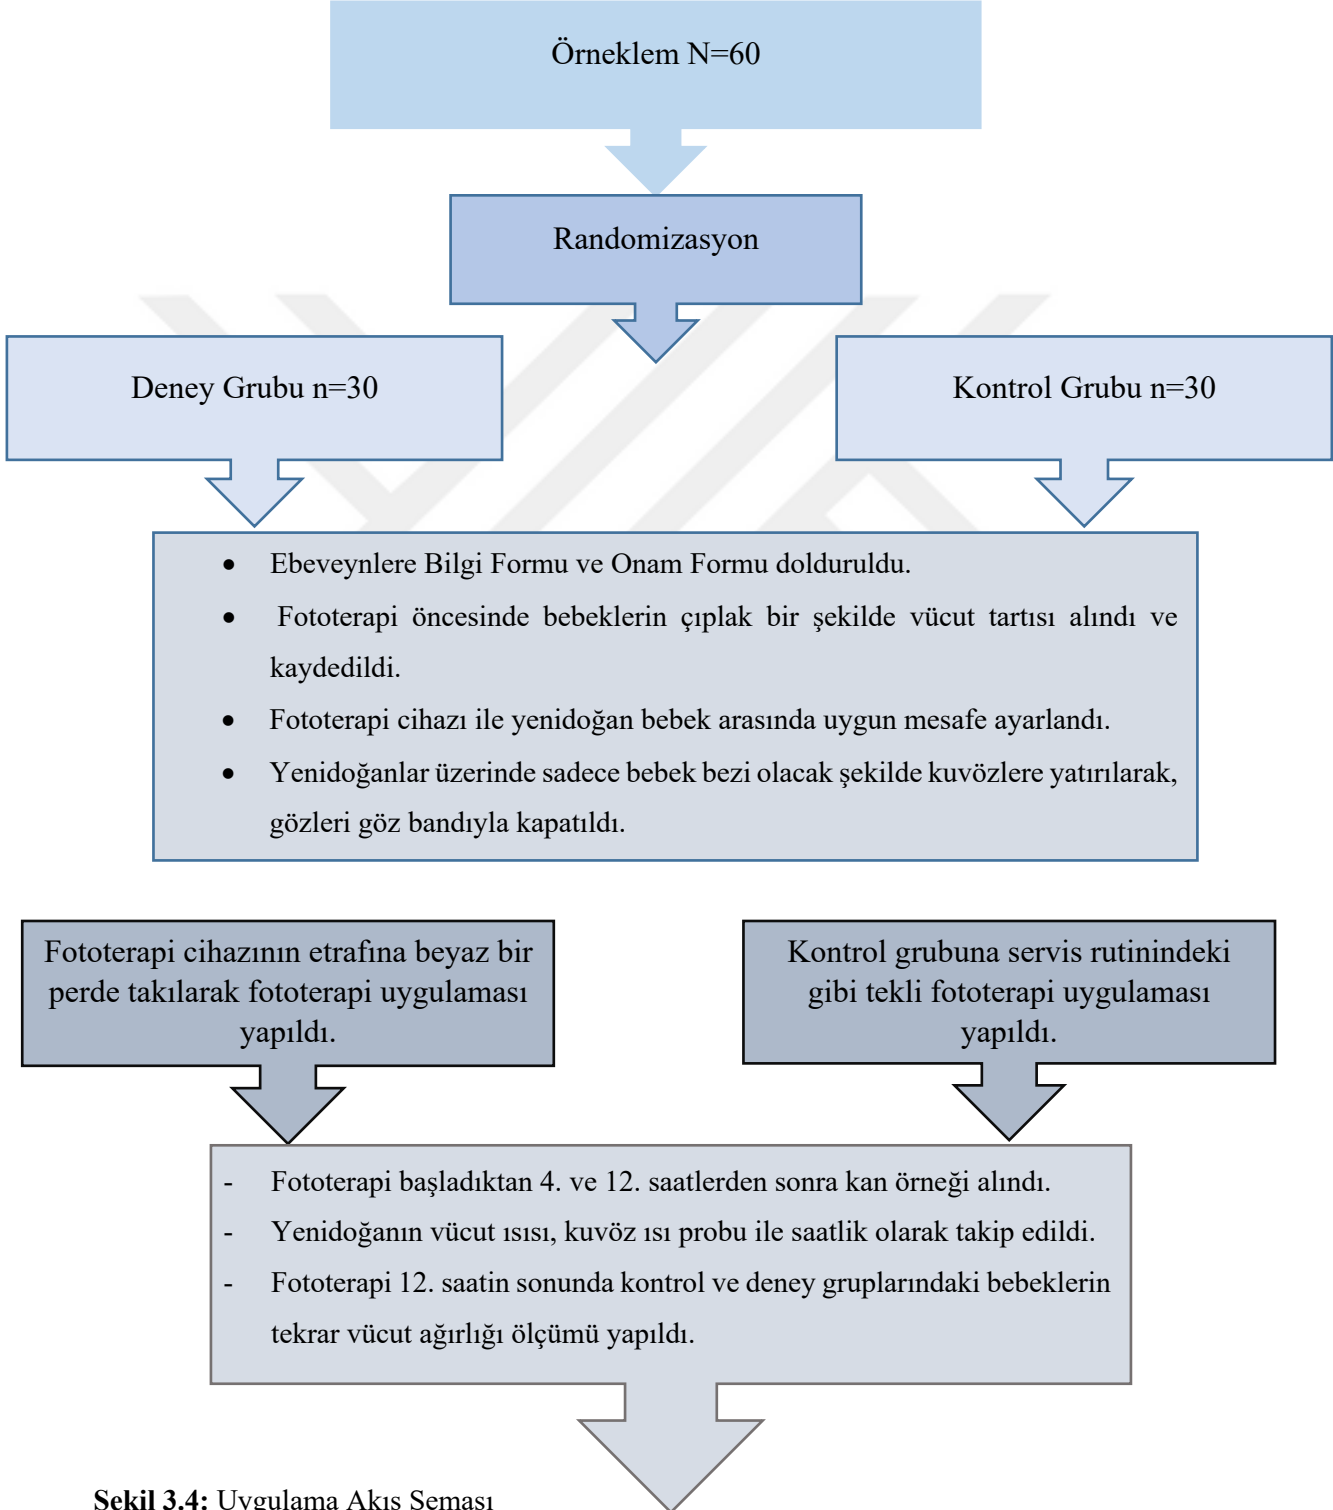 Örneklem N=60
Randomizasyon
Deney Grubu n=30
Kontrol Grubu n=30
• Ebeveynlere Bilgi Formu ve Onam Formu dolduruldu.
• Fototerapi öncesinde bebeklerin çıplak bir şekilde vücut tartısı alındı ve
kaydedildi.
• Fototerapi cihazı ile yenidoğan bebek arasında uygun mesafe ayarlandı.
• Yenidoğanlar üzerinde sadece bebek bezi olacak şekilde kuvözlere yatırılarak,
gözleri göz bandıyla kapatıldı.
Fototerapi cihazının etrafına beyaz bir
perde takılarak fototerapi uygulaması
yapıldı.
Kontrol grubuna servis rutinindeki
gibi tekli fototerapi uygulaması
yapıldı.
- Fototerapi başladıktan 4. ve 12. saatlerden sonra kan örneği alındı.
- Yenidoğanın vücut ısısı, kuvöz ısı probu ile saatlik olarak takip edildi.
- Fototerapi 12. saatin sonunda kontrol ve deney gruplarındaki bebeklerin
tekrar vücut ağırlığı ölçümü yapıldı.
Şekil 3.4: Uygulama Akış Şeması